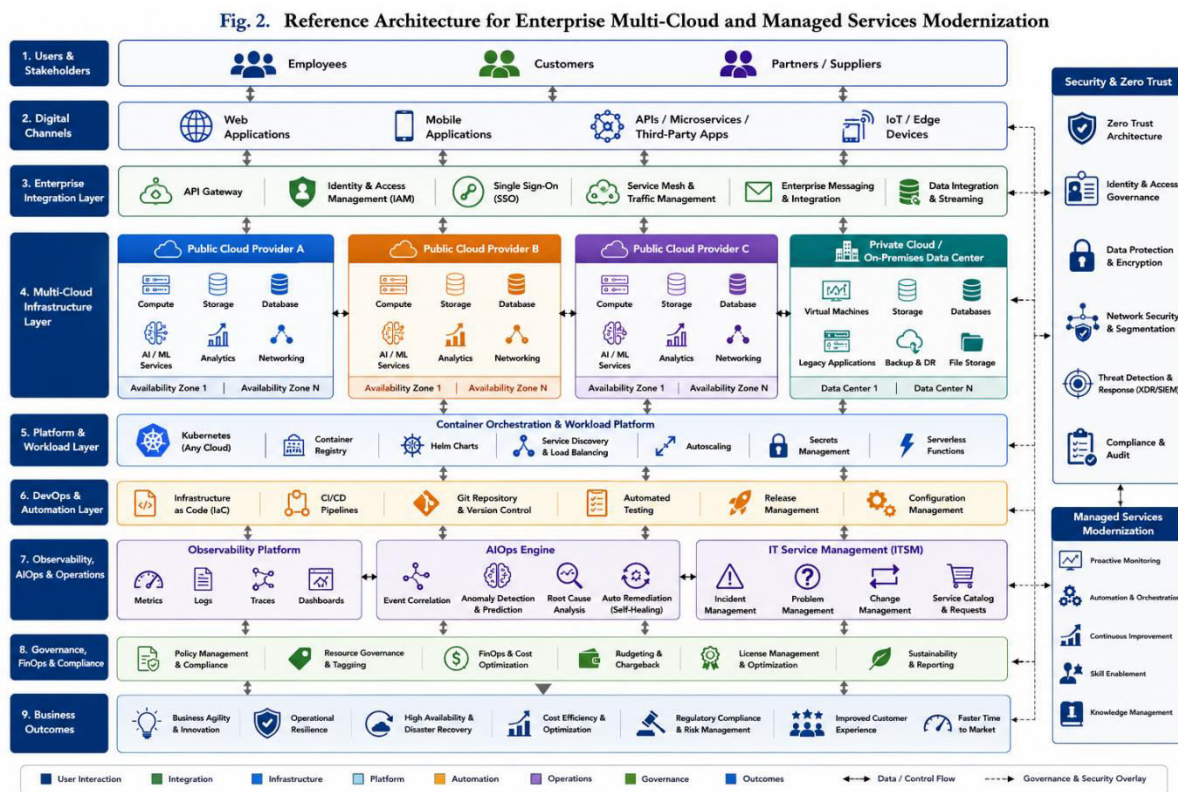 Fig. 2. Reference Architecture for Enterprise Multi-Cloud and Managed Services Modernization
1. Users &
Stakeholders
Employees
Customers
Partners / Suppliers
2. Digital
Channels
Web
Applications
Mobile
Applications
APIs / Microservices /
Third-Party Apps
IoT / Edge
Devices
3. Enterprise
Integration Layer
API Gateway
Identity & Access
Management (IAM)
Single Sign-On
(SSO)
Service Mesh &
Traffic Management
Enterprise Messaging
& Integration
Data Integration
& Streaming
4. Multi-Cloud
Infrastructure
Layer
Public Cloud Provider A
Compute
Storage
Database
AI / ML
Services
Analytics
Networking
Availability Zone 1
Availability Zone N
Public Cloud Provider B
Compute
Storage
Database
AI / ML
Services
Analytics
Networking
Availability Zone 1
Availability Zone N
Public Cloud Provider C
Compute
Storage
Database
AI / ML
Services
Analytics
Networking
Availability Zone 1
Availability Zone N
Private Cloud /
On-Premises Data Center
Virtual Machines
Storage
Databases
Legacy Applications
Backup & DR
File Storage
Data Center 1
Data Center N
5. Platform &
Workload Layer
Container Orchestration & Workload Platform
Kubernetes
(Any Cloud)
Container
Registry
Helm Charts
Service Discovery
& Load Balancing
Autoscaling
Secrets
Management
Serverless
Functions
6. DevOps &
Automation Layer
Infrastructure
as Code (IaC)
CI/CD
Pipelines
Git Repository
& Version Control
Automated
Testing
Release
Management
Configuration
Management
7. Observability,
AIOps & Operations
Observability Platform
Metrics
Logs
Traces
Dashboards
AIOps Engine
Event Correlation
Anomaly Detection
& Prediction
Root Cause
Analysis
Auto Remediation
(Self-Healing)
IT Service Management (ITSM)
Incident
Management
Problem
Management
Change
Management
Service Catalog
& Requests
8. Governance,
FinOps & Compliance
Policy Management
& Compliance
Resource Governance
& Taggging
FinOps & Cost
Optimization
Budgeting &
Chargeback
License Management
& Optimization
Sustainability
& Reporting
9. Business
Outcomes
Business Agility
& Innovation
Operational
Resilience
High Availability &
Disaster Recovery
Cost Efficiency &
Optimization
Regulatory Compliance
& Risk Management
Improved Customer
Experience
Faster Time
to Market
Security & Zero Trust
Zero Trust
Architecture
Identity & Access
Governance
Data Protection
& Encryption
Network Security
& Segmentation
Threat Detection &
Response (XDR/SIEM)
Compliance &
Audit
Managed Services
Modernization
Proactive Monitoring
Automation & Orchestration
Continuous Improvement
Skill Enablement
Knowledge Management
User Interaction
Integration
Infrastructure
Platform
Automation
Operations
Governance
Outcomes
Data / Control Flow
Governance & Security Overlay